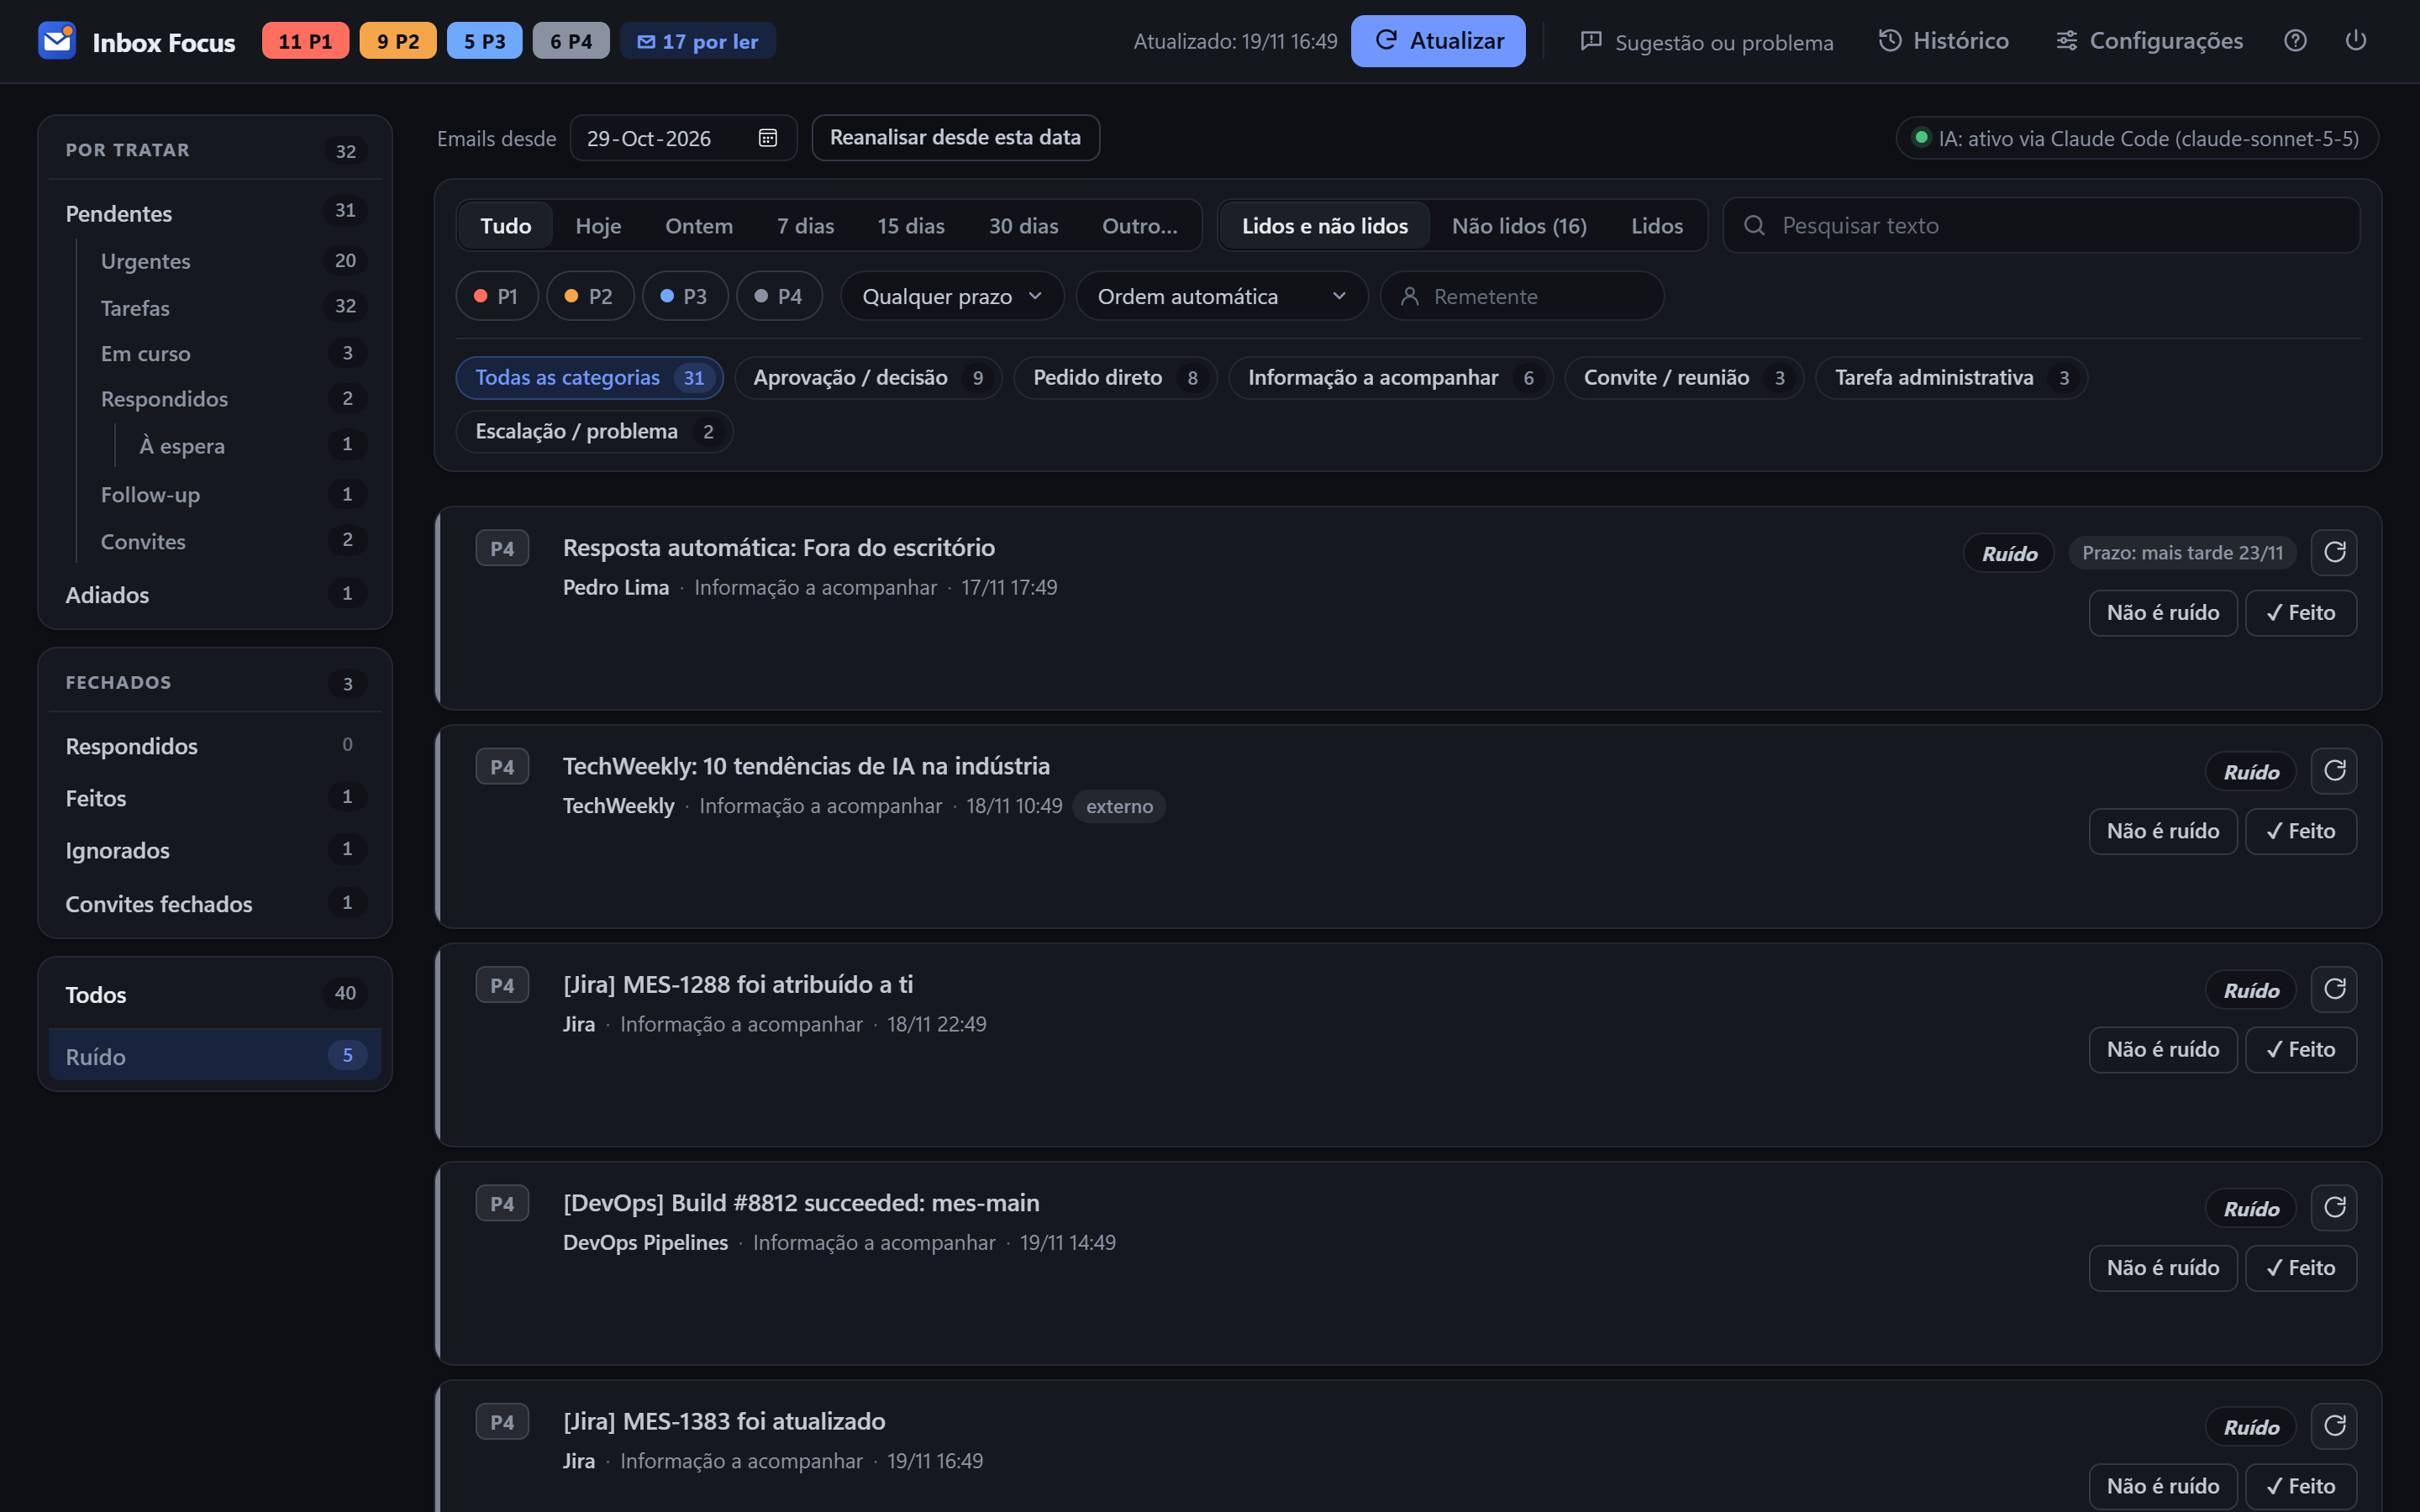 Inbox Focus 11 P1 9 P2 5 P3 6 P4 17 por ler Atualizado: 19/11 16:49 Atualizar Sugestão ou problema Histórico Configurações
POR TRATAR 32
Pendentes 31
Urgentes 20
Tarefas 32
Em curso 3
Respondidos 2
À espera 1
Follow-up 1
Convites 2
Adiados 1
FECHADOS 3
Respondidos 0
Feitos 1
Ignorados 1
Convites fechados 1
Todos 40
Ruído 5
Emails desde 29-Oct-2026 Reanalisar desde esta data IA: ativo via Claude Code (claude-sonnet-5-5)
Tudo Hoje Ontem 7 dias 15 dias 30 dias Outro... Lidos e não lidos Não lidos (16) Lidos Pesquisar texto
P1 P2 P3 P4 Qualquer prazo Ordem automática Remetente
Todas as categorias 31 Aprovação / decisão 9 Pedido direto 8 Informação a acompanhar 6 Convite / reunião 3 Tarefa administrativa 3
Escalação / problema 2
P4 Resposta automática: Fora do escritório Ruído Prazo: mais tarde 23/11
Pedro Lima · Informação a acompanhar · 17/11 17:49
Não é ruído ✓ Feito
P4 TechWeekly: 10 tendências de IA na indústria Ruído
TechWeekly · Informação a acompanhar · 18/11 10:49 externo
Não é ruído ✓ Feito
P4 [Jira] MES-1288 foi atribuído a ti Ruído
Jira · Informação a acompanhar · 18/11 22:49
Não é ruído ✓ Feito
P4 [DevOps] Build #8812 succeeded: mes-main Ruído
DevOps Pipelines · Informação a acompanhar · 19/11 14:49
Não é ruído ✓ Feito
P4 [Jira] MES-1383 foi atualizado Ruído
Jira · Informação a acompanhar · 19/11 16:49
Não é ruído ✓ Feito